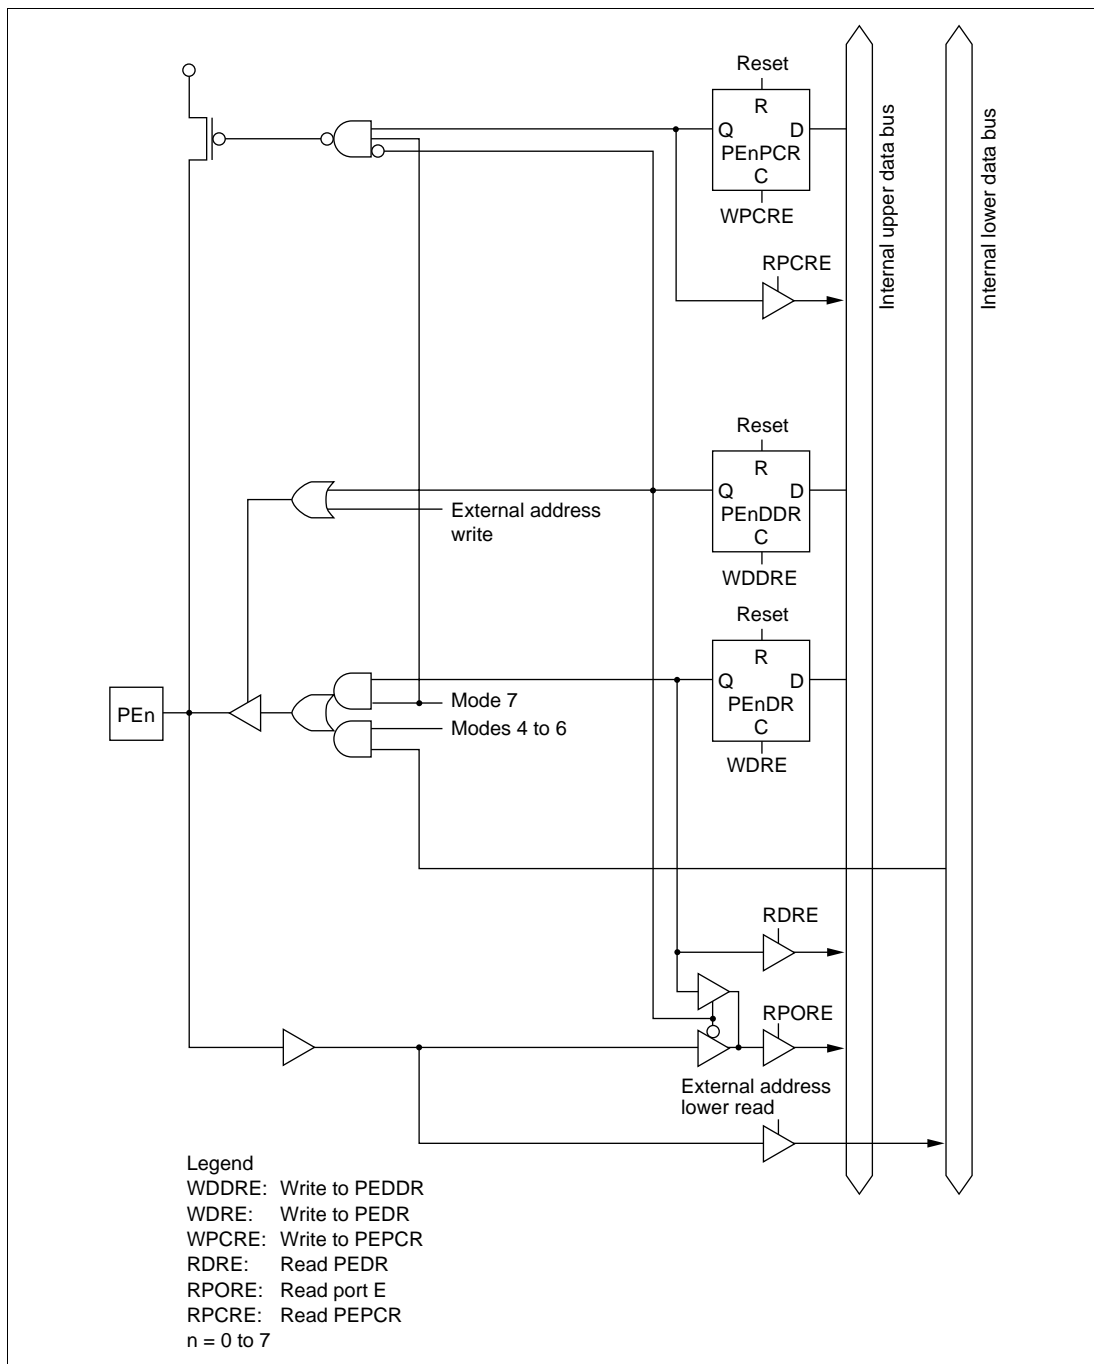 Reset
R
Q D
PEnPCR
C
WPCRE
RPCRE
Internal upper data bus
Internal lower data bus
Reset
R
Q D
PEnDDR
C
WDDRE
External address
write
Reset
R
Q D
PEnDR
C
WDRE
PEn
Mode 7
Modes 4 to 6
RDRE
RPORE
External address
lower read
Legend
WDDRE: Write to PEDDR
WDRE: Write to PEDR
WPCRE: Write to PEPCR
RDRE: Read PEDR
RPORE: Read port E
RPCRE: Read PEPCR
n = 0 to 7